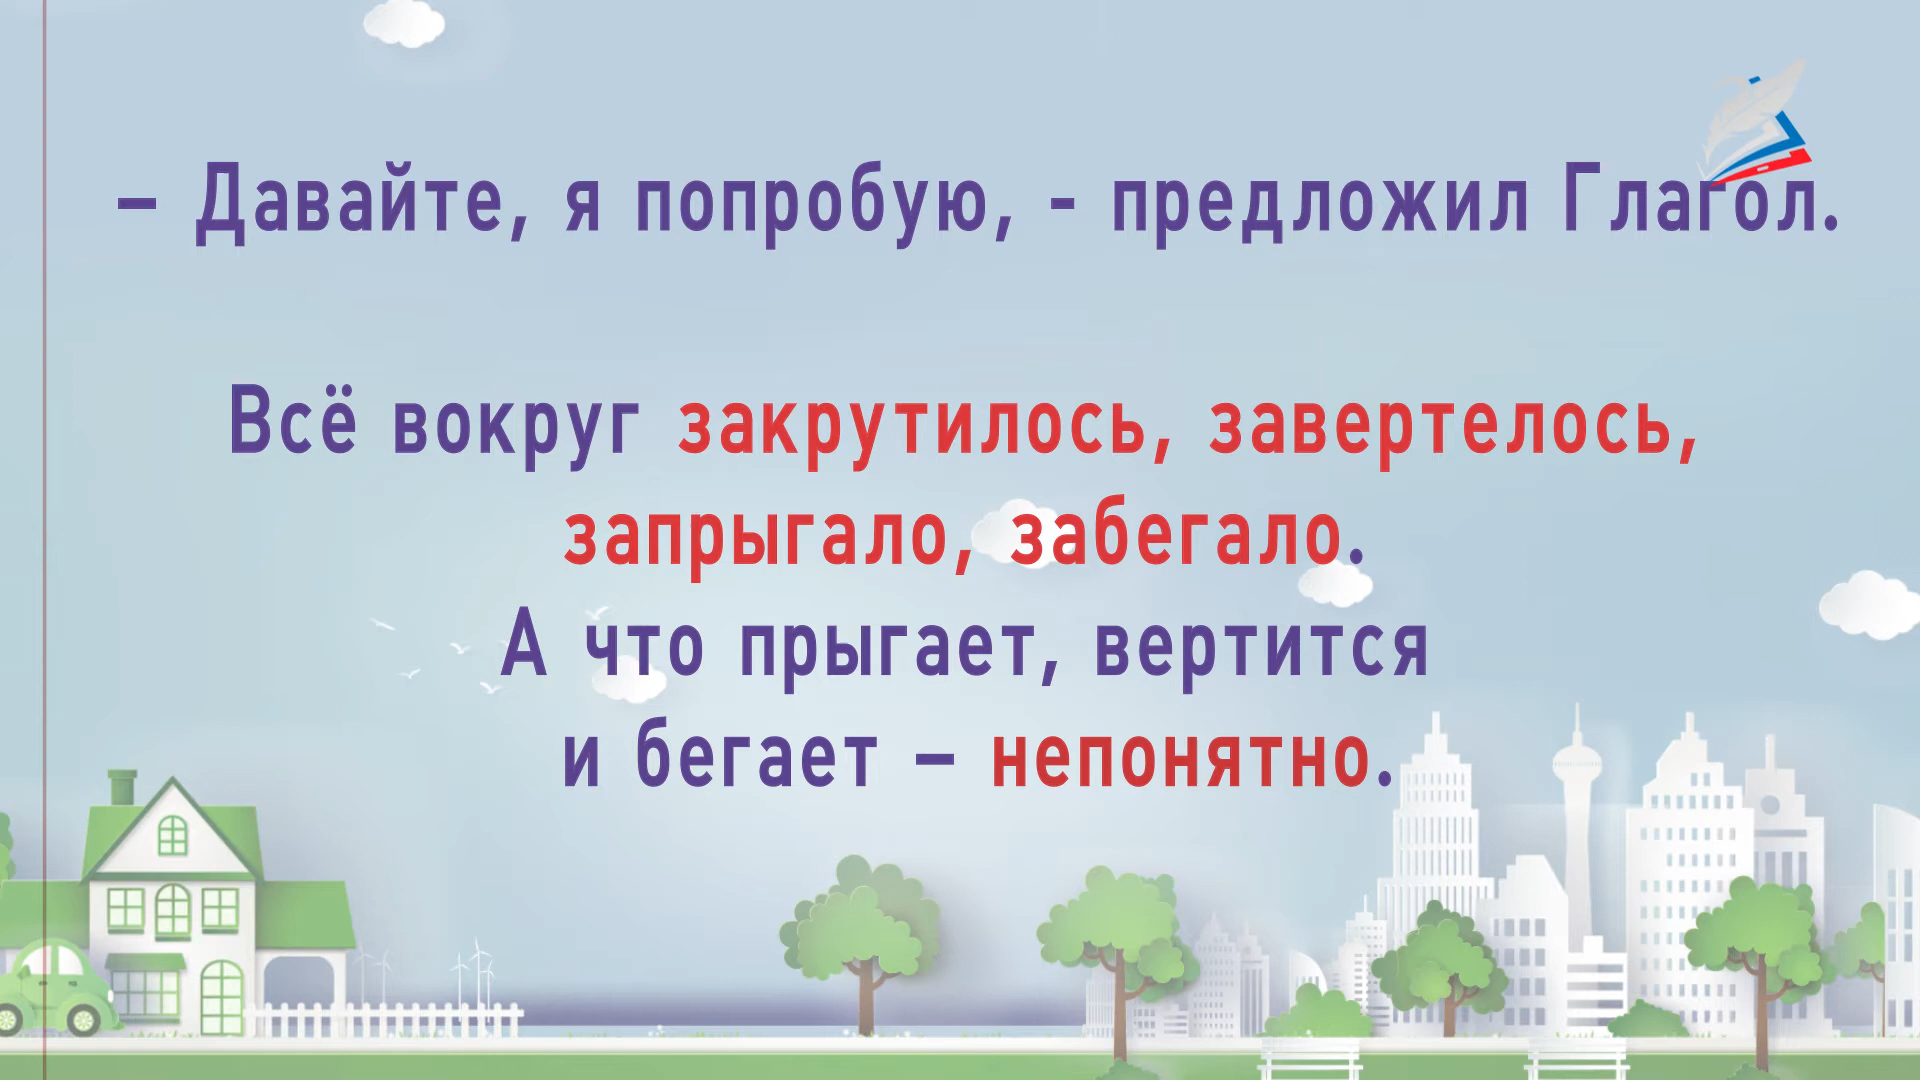 – Давайте, я попробую, - предложил Глагол.
Всё вокруг закрутилось, завертелось,
запрыгало, забегало.
А что прыгает, вертится
и бегает – непонятно.